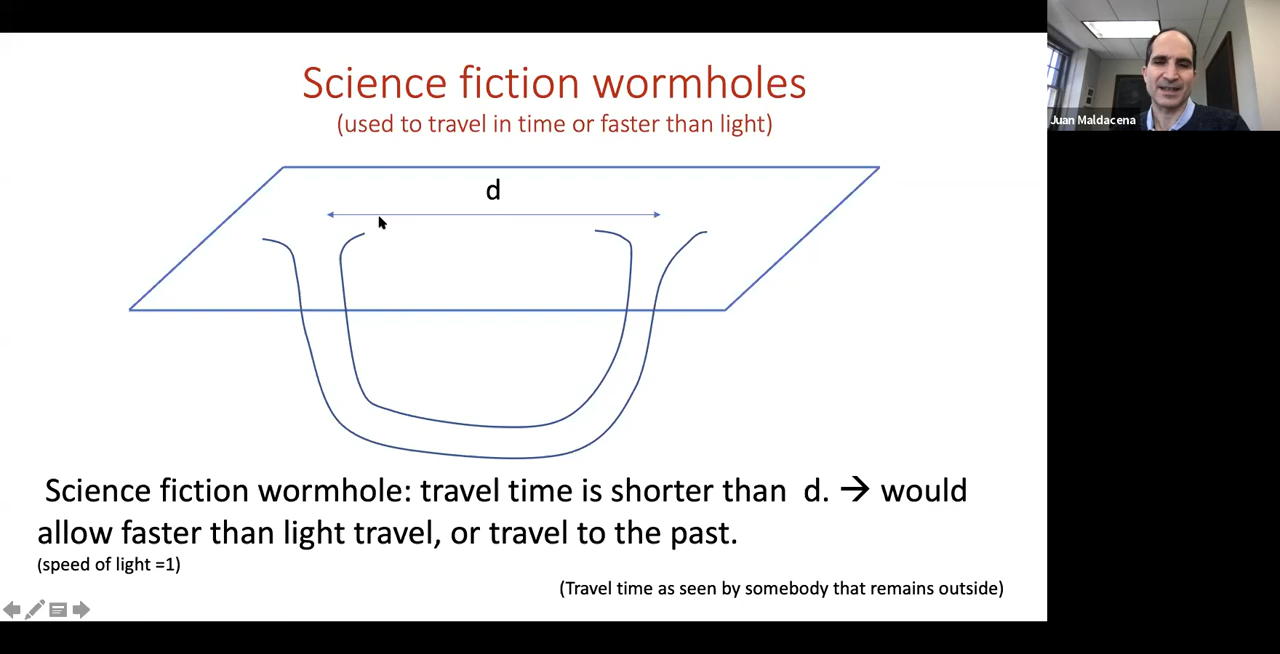 Science fiction wormholes
(used to travel in time or faster than light)
Juan Maldacena
d
Science fiction wormhole: travel time is shorter than d. → would
allow faster than light travel, or travel to the past.
(speed of light =1)
(Travel time as seen by somebody that remains outside)